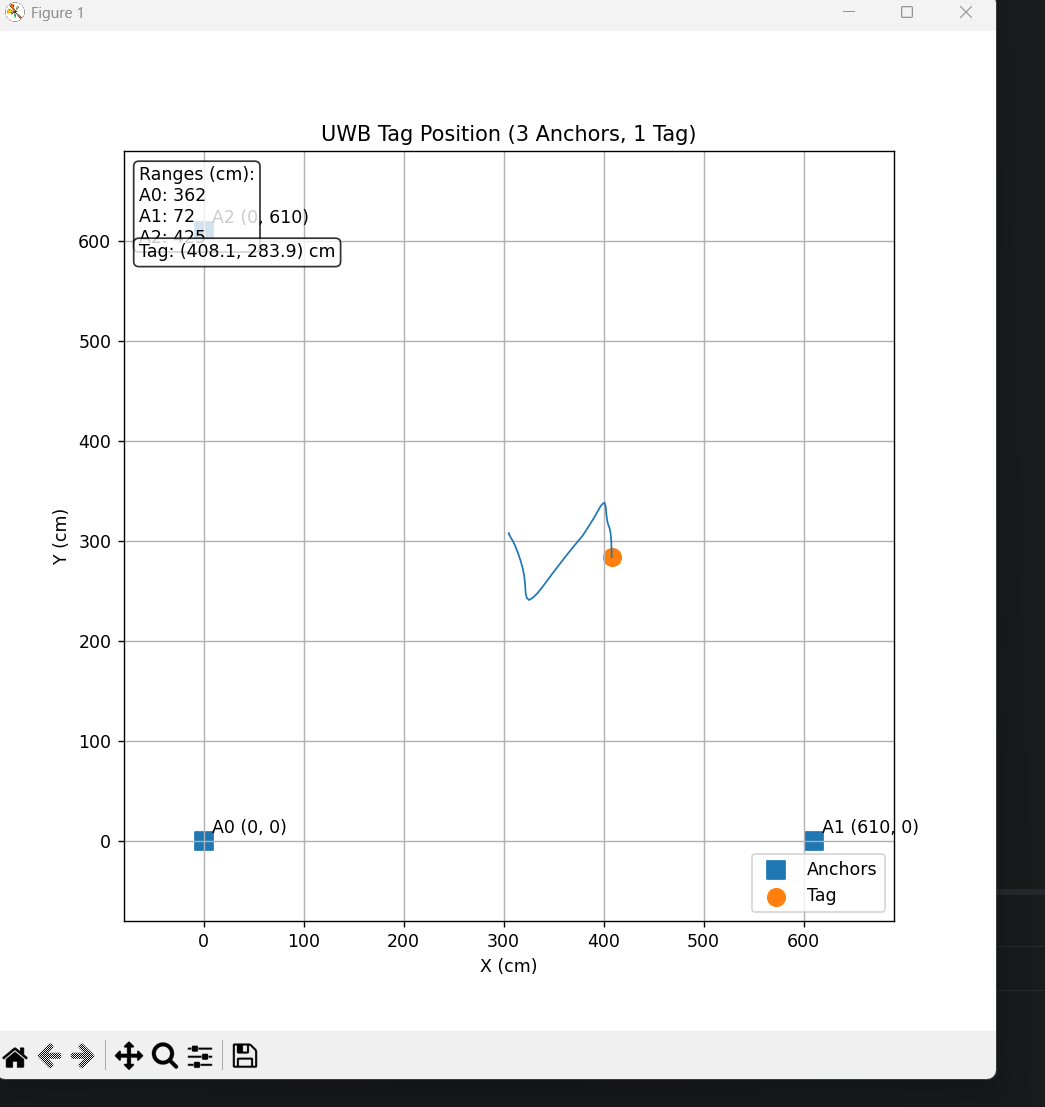 Figure 1
UWB Tag Position (3 Anchors, 1 Tag)
Ranges (cm):
A0: 362
A1: 72
A2: 425
A2 (0, 610)
Tag: (408.1, 283.9) cm
600
500
400
300
200
100
0
Y (cm)
A0 (0, 0)
A1 (610, 0)
Anchors
Tag
0 100 200 300 400 500 600
X (cm)